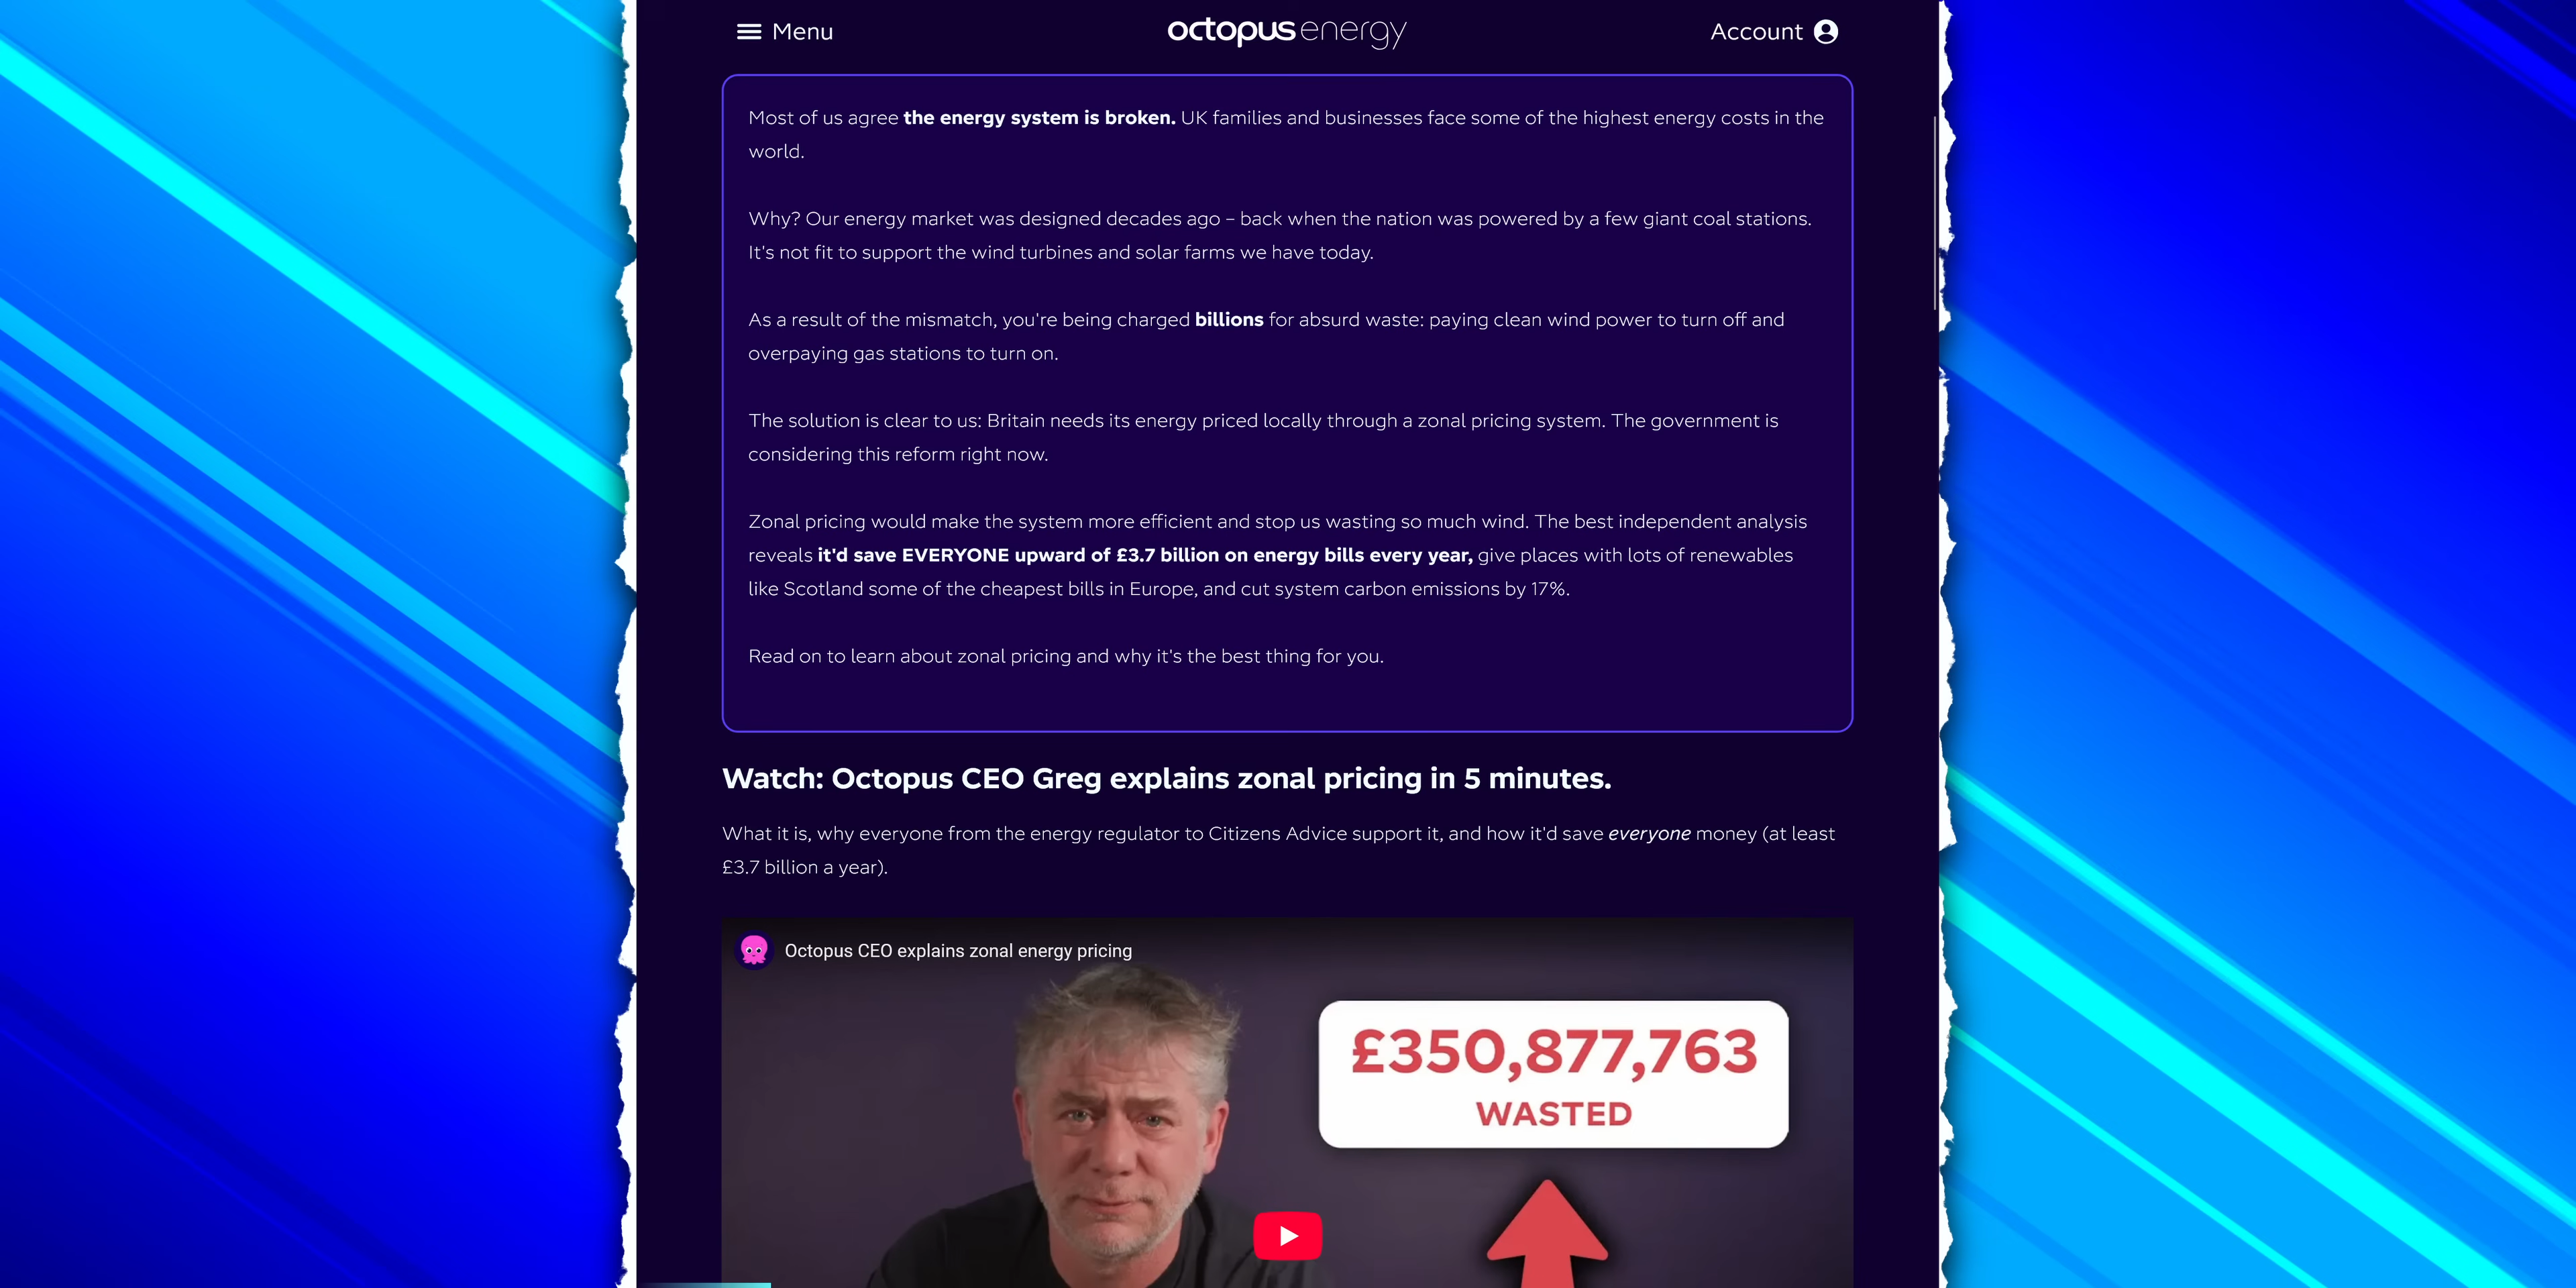 Menu
octopusenergy
Account
Most of us agree the energy system is broken. UK families and businesses face some of the highest energy costs in the
world.
Why? Our energy market was designed decades ago – back when the nation was powered by a few giant coal stations.
It's not fit to support the wind turbines and solar farms we have today.
As a result of the mismatch, you're being charged billions for absurd waste: paying clean wind power to turn off and
overpaying gas stations to turn on.
The solution is clear to us: Britain needs its energy priced locally through a zonal pricing system. The government is
considering this reform right now.
Zonal pricing would make the system more efficient and stop us wasting so much wind. The best independent analysis
reveals it'd save EVERYONE upward of £3.7 billion on energy bills every year, give places with lots of renewables
like Scotland some of the cheapest bills in Europe, and cut system carbon emissions by 17%.
Read on to learn about zonal pricing and why it's the best thing for you.
Watch: Octopus CEO Greg explains zonal pricing in 5 minutes.
What it is, why everyone from the energy regulator to Citizens Advice support it, and how it'd save everyone money (at least
£3.7 billion a year).
Octopus CEO explains zonal energy pricing
£350,877,763
WASTED